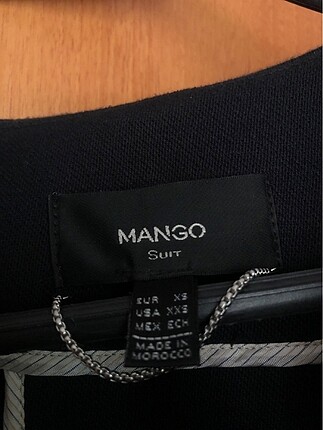 MANGO
SUIT
EUR XS
USA XXS
MEX ECH
MADE IN
MOROCCO